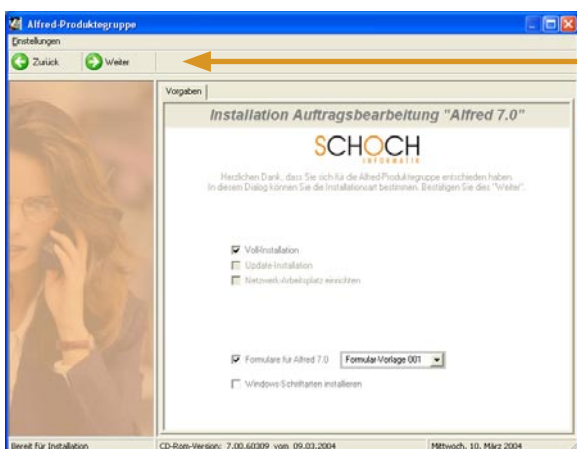 Alfred-Produktegruppe
Einstellungen
Zurück Weiter
Vorgaben
Installation Auftragsbearbeitung "Alfred 7.0"
SCHOCH
INFORMATIK
Herzlichen Dank, dass Sie sich für die Alfred-Produktegruppe entschieden haben.
In diesem Dialog können Sie die Installationsart bestimmen. Bestätigen Sie dies "Weiter".
Voll-Installation
Update-Installation
Netzwerk-Arbeitsplatz einrichten
Formulare für Alfred 7.0 Formular-Vorlage 001
Windows-Schriftarten installieren
Bereit für Installation CD-Rom-Version: 7.00.60309 vom 09.03.2004 Mittwoch, 10. März 2004